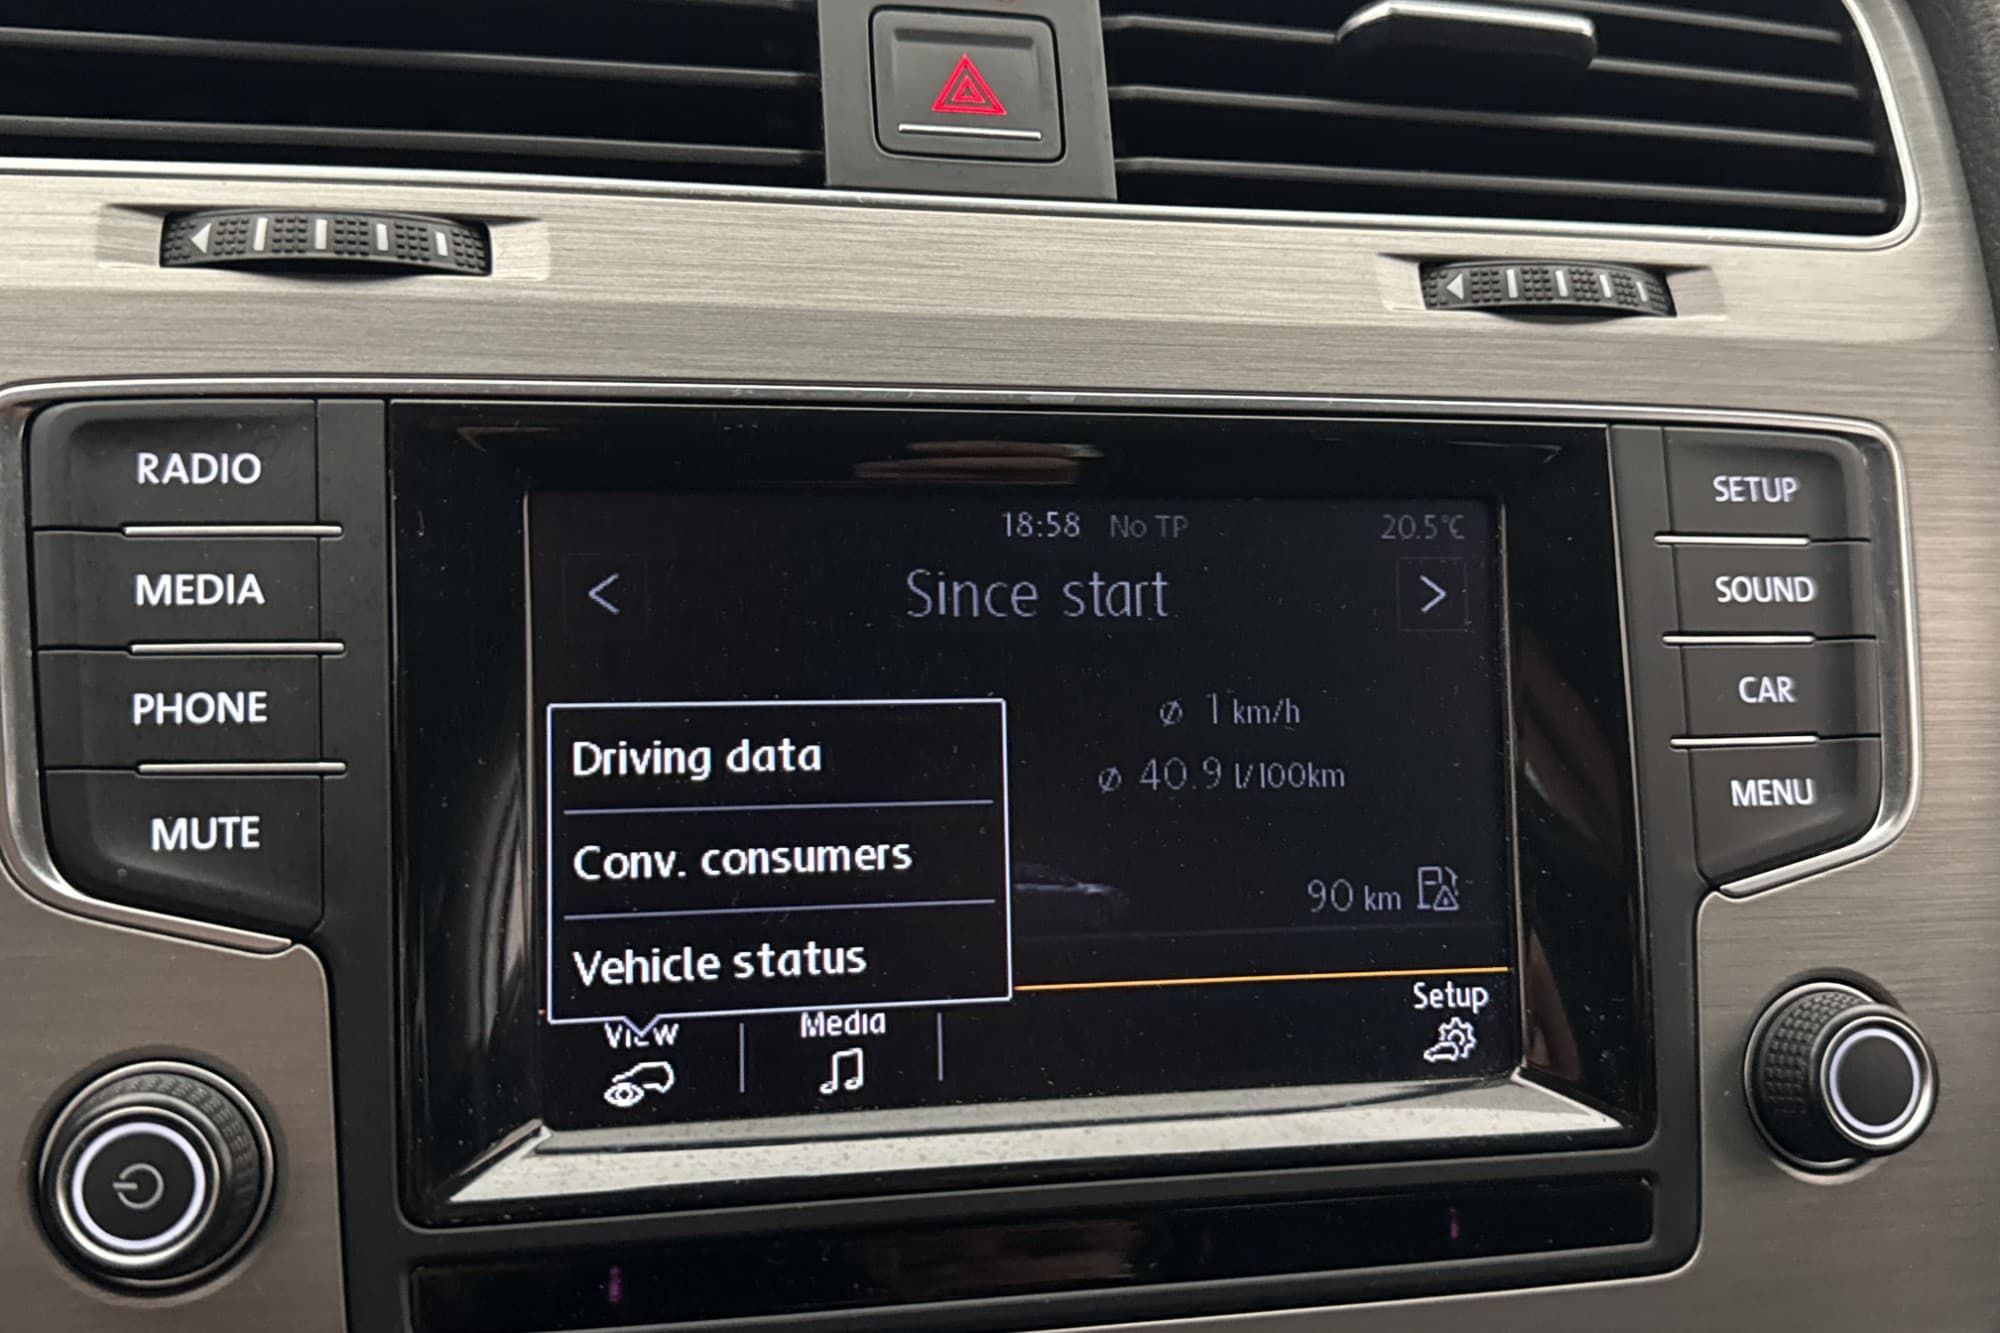 RADIO
MEDIA
PHONE
MUTE
18:58 No TP 20.5°C
< Since start >
Ø 1 km/h
Ø 40.9 l/100km
90 km
Driving data
Conv. consumers
Vehicle status
View
Media
Setup
SETUP
SOUND
CAR
MENU